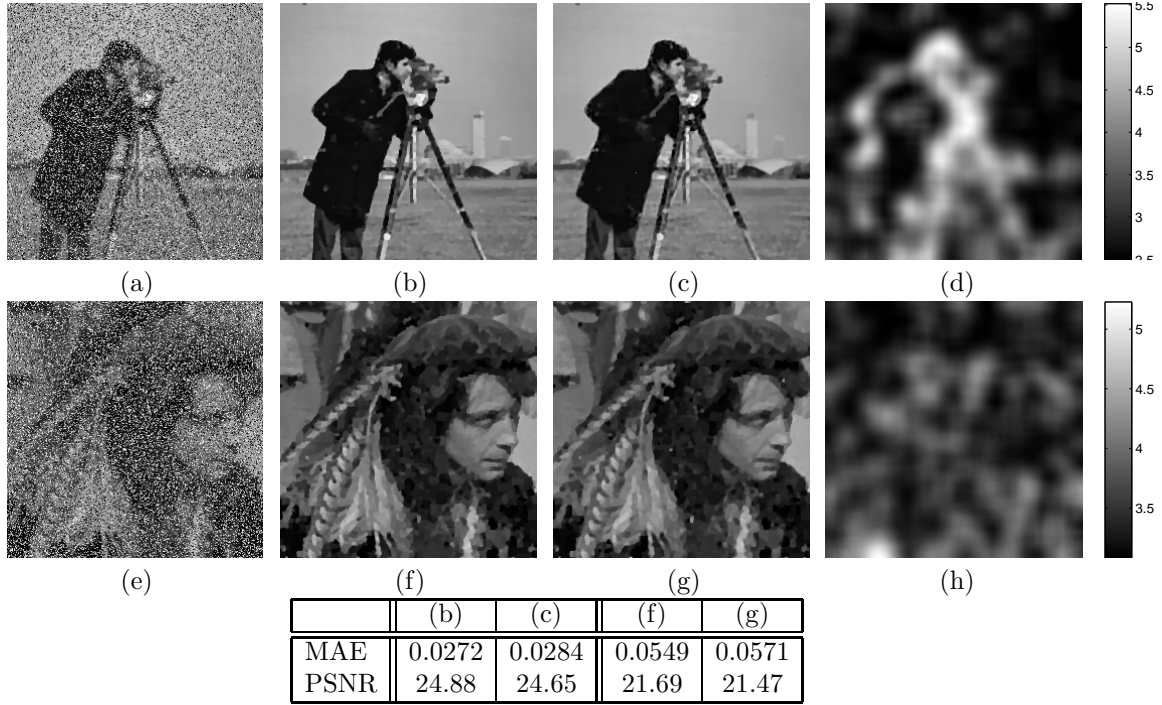 5.5
5
4.5
4
3.5
3
2.5
(a) (b) (c) (d)
5
4.5
4
3.5
(e) (f) (g) (h)
(b) (c) (f) (g)
MAE 0.0272 0.0284 0.0549 0.0571
PSNR 24.88 24.65 21.69 21.47